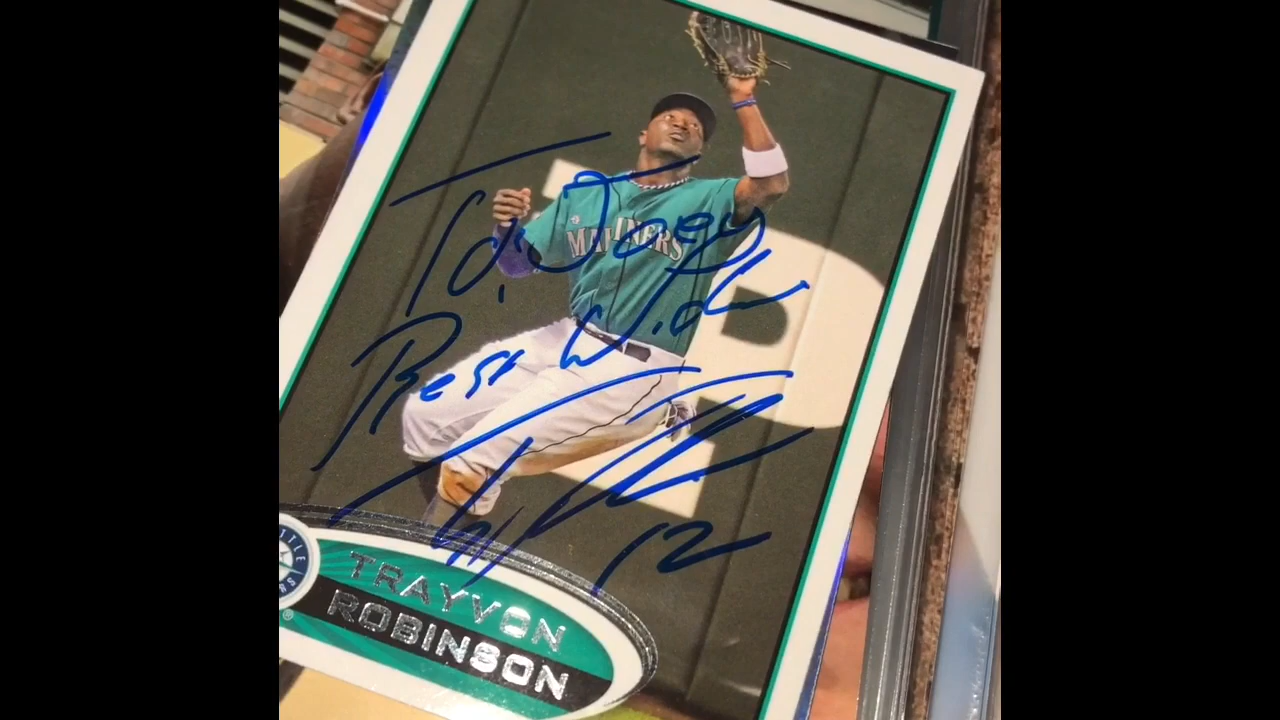 MARINERS
To: Joey
Best Wishes
12
TRAYVON
ROBINSON